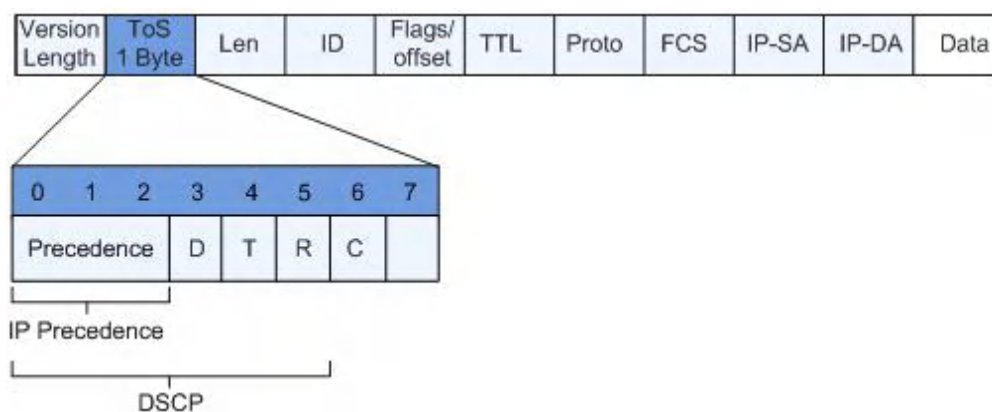 Version Length ToS 1 Byte Len ID Flags/ offset TTL Proto FCS IP-SA IP-DA Data
0 1 2 3 4 5 6 7
Precedence D T R C
IP Precedence
DSCP